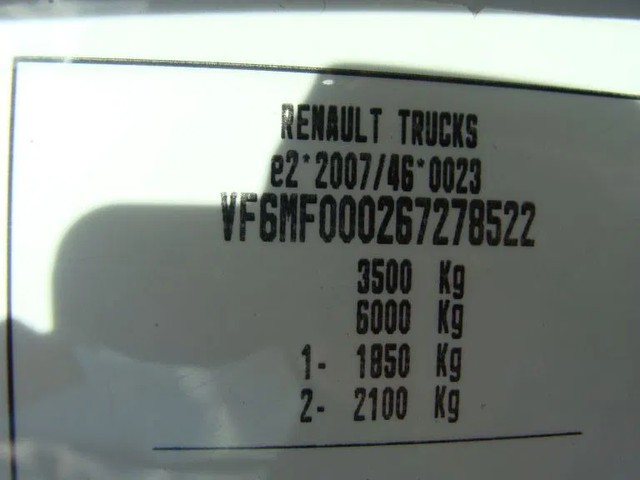 RENAULT TRUCKS
e2*2007/46*0023
VF6MF000267278522
3500 Kg
6000 Kg
1- 1850 Kg
2- 2100 Kg